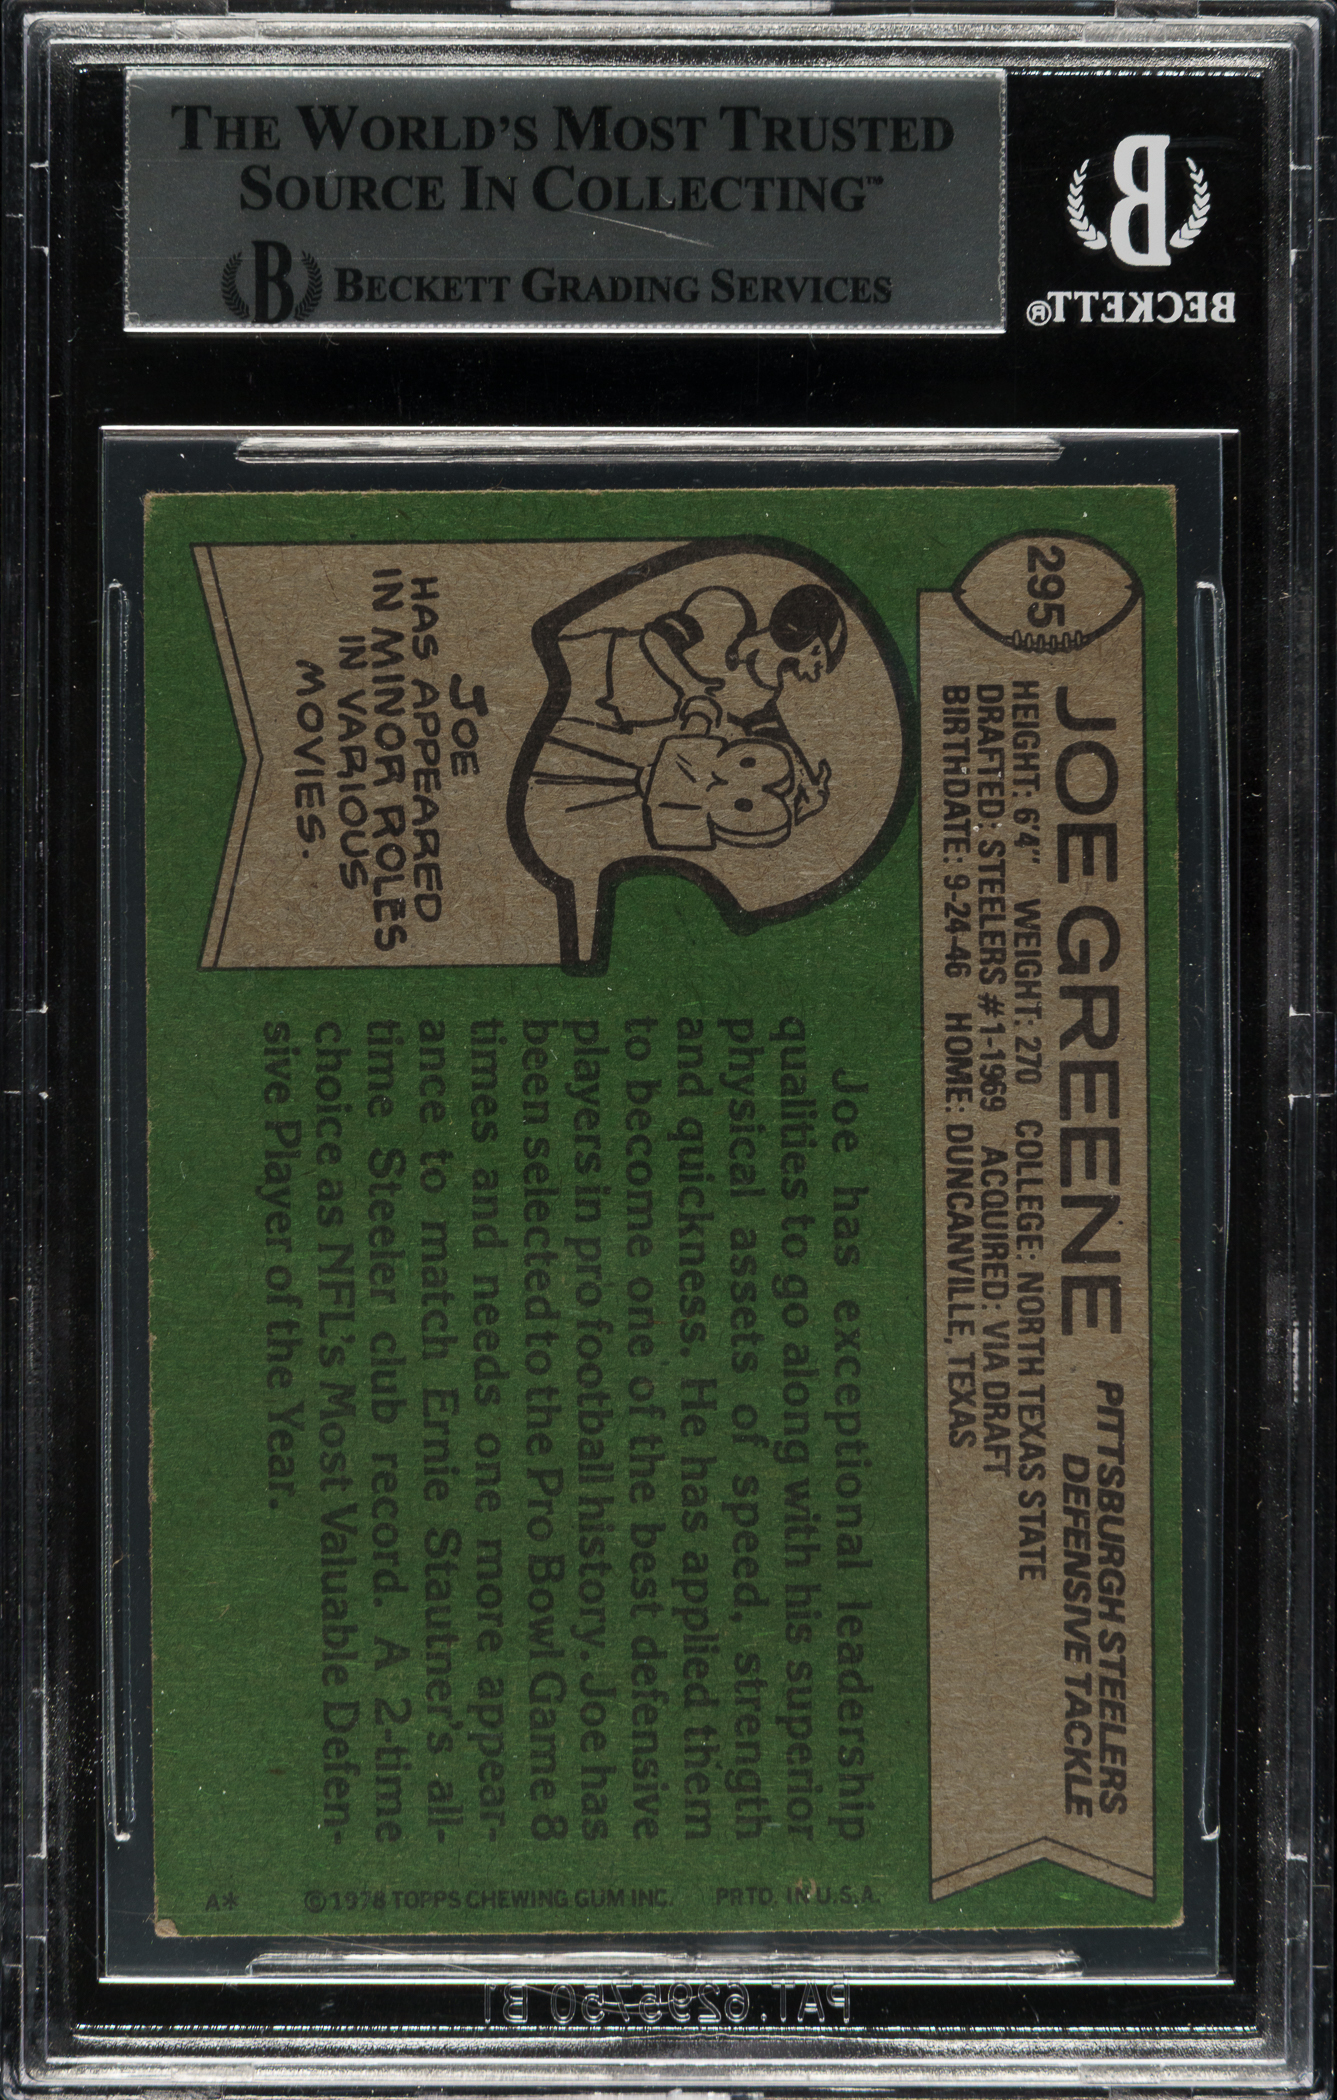 THE WORLD'S MOST TRUSTED
SOURCE IN COLLECTING™
B BECKETT GRADING SERVICES
B
BECKETT®
295
JOE GREENE
PITTSBURGH STEELERS
DEFENSIVE TACKLE
HEIGHT: 6'4" WEIGHT: 270 COLLEGE: NORTH TEXAS STATE
DRAFTED: STEELERS #1-1969 ACQUIRED: VIA DRAFT
BIRTHDATE: 9-24-46 HOME: DUNCANVILLE, TEXAS
JOE
HAS APPEARED
IN MINOR ROLES
IN VARIOUS
MOVIES.
Joe has exceptional leadership
qualities to go along with his superior
physical assets of speed, strength
and quickness. He has applied them
to become one of the best defensive
players in pro football history. Joe has
been selected to the Pro Bowl Game 8
times and needs one more appear-
ance to match Ernie Stautner's all-
time Steeler club record. A 2-time
choice as NFL's Most Valuable Defen-
sive Player of the Year.
A* ©1978 TOPPS CHEWING GUM INC. PRTD. IN U.S.A.
PAT. 6295750 B1